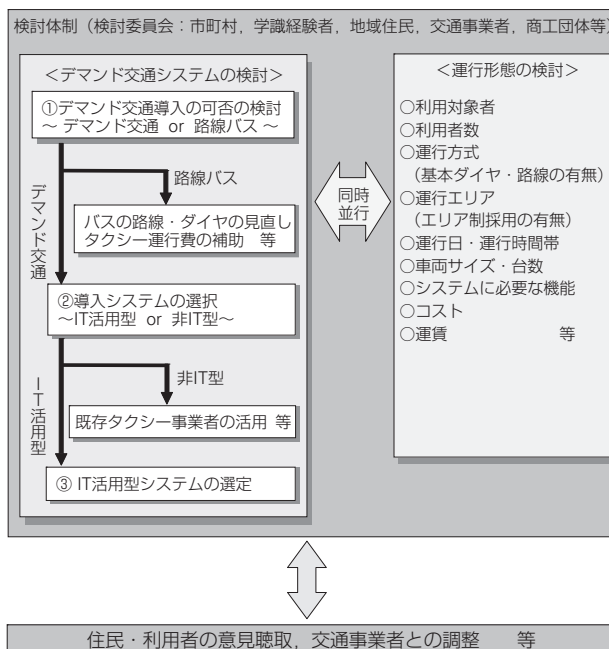 検討体制（検討委員会：市町村，学識経験者，地域住民，交通事業者，商工団体等）
＜デマンド交通システムの検討＞
①デマンド交通導入の可否の検討
～ デマンド交通 or 路線バス ～
路線バス
デマンド交通
バスの路線・ダイヤの見直し
タクシー運行費の補助　等
②導入システムの選択
～IT活用型 or 非IT型～
非IT型
IT活用型
既存タクシー事業者の活用 等
③ IT活用型システムの選定
同時
並行
＜運行形態の検討＞
○利用対象者
○利用者数
○運行方式
（基本ダイヤ・路線の有無）
○運行エリア
（エリア制採用の有無）
○運行日・運行時間帯
○車両サイズ・台数
○システムに必要な機能
○コスト
○運賃　　　　　等
住民・利用者の意見聴取，交通事業者との調整　　等